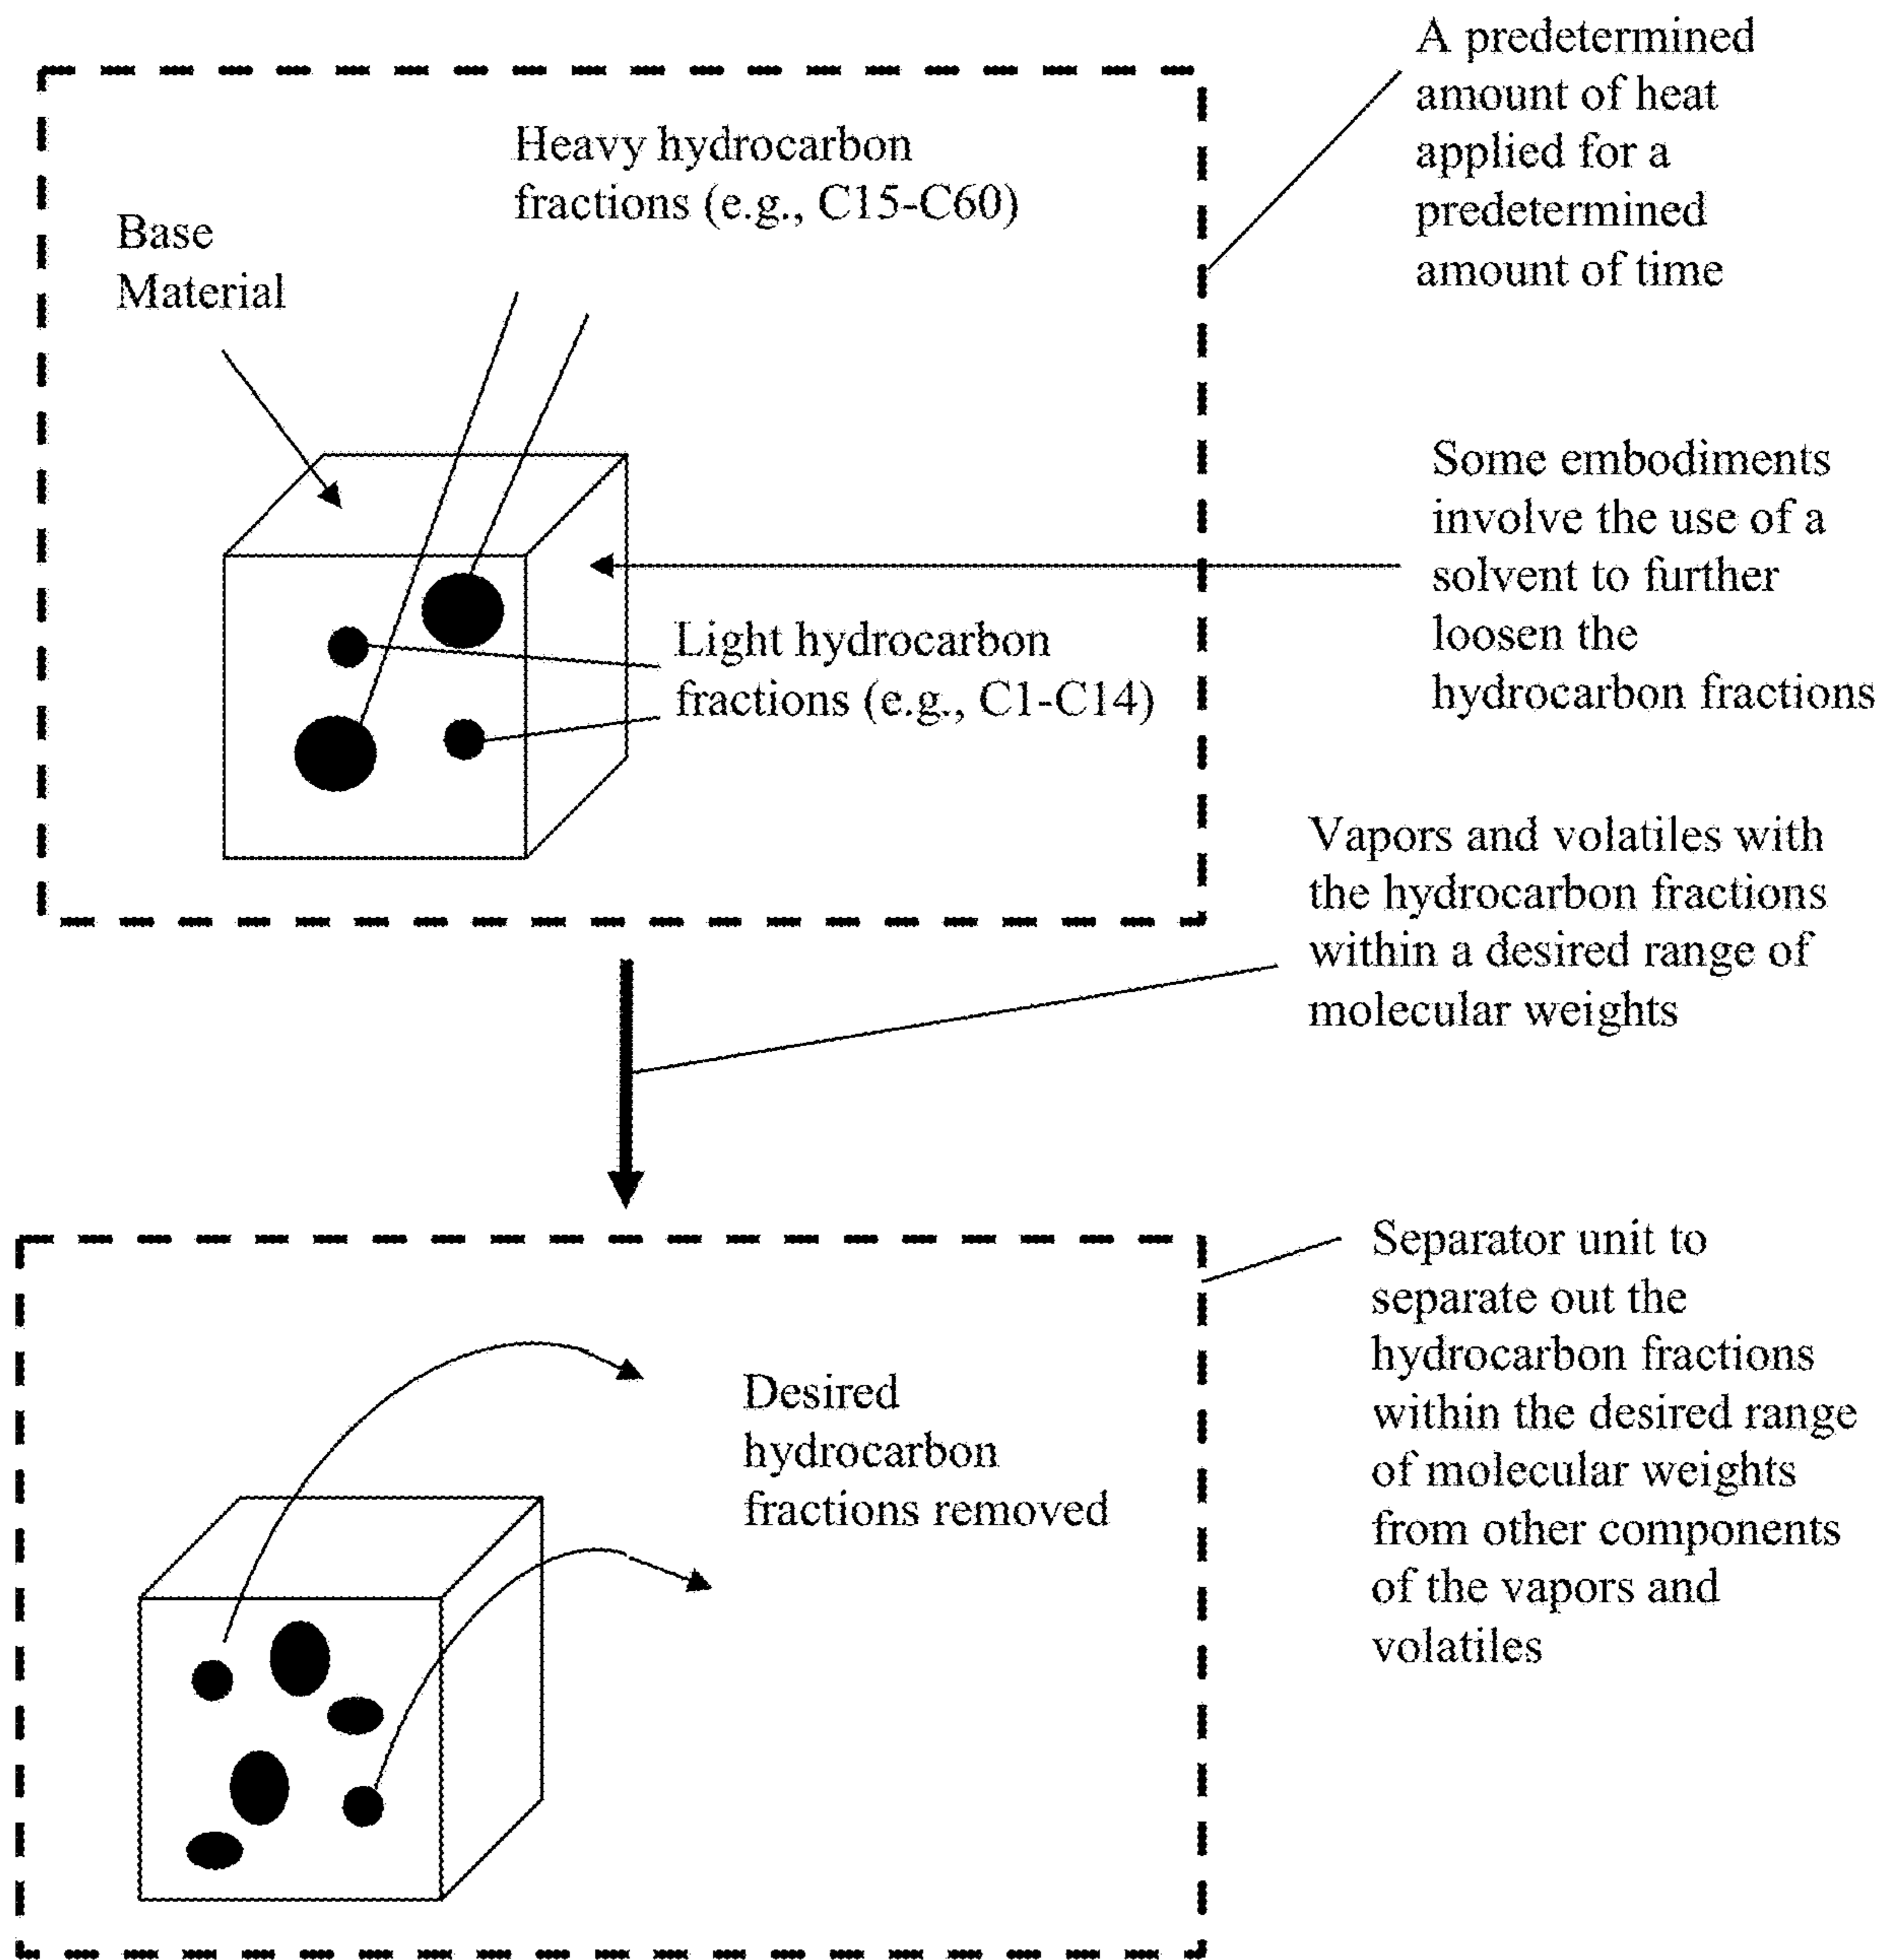 A predetermined
amount of heat
applied for a
predetermined
amount of time
Heavy hydrocarbon
fractions (e.g., C15-C60)
Base
Material
Some embodiments
involve the use of a
solvent to further
loosen the
hydrocarbon fractions
Light hydrocarbon
fractions (e.g., C1-C14)
Vapors and volatiles with
the hydrocarbon fractions
within a desired range of
molecular weights
Separator unit to
separate out the
hydrocarbon fractions
within the desired range
of molecular weights
from other components
of the vapors and
volatiles
Desired
hydrocarbon
fractions removed